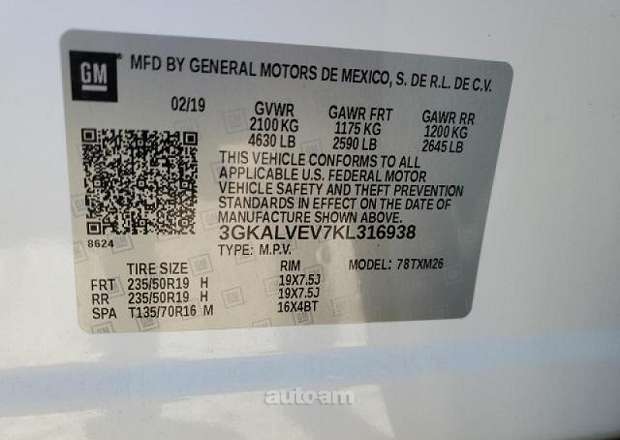 GM MFD BY GENERAL MOTORS DE MEXICO, S. DE R.L. DE C.V.
02/19 GVWR GAWR FRT GAWR RR
2100 KG 1175 KG 1200 KG
4630 LB 2590 LB 2645 LB
THIS VEHICLE CONFORMS TO ALL
APPLICABLE U.S. FEDERAL MOTOR
VEHICLE SAFETY AND THEFT PREVENTION
STANDARDS IN EFFECT ON THE DATE OF
MANUFACTURE SHOWN ABOVE.
8624
3GKALVEV7KL316938
TYPE: M.P.V. MODEL: 78TXM26
TIRE SIZE RIM
FRT 235/50R19 H 19X7.5J
RR 235/50R19 H 19X7.5J
SPA T135/70R16 M 16X4BT
auto-am